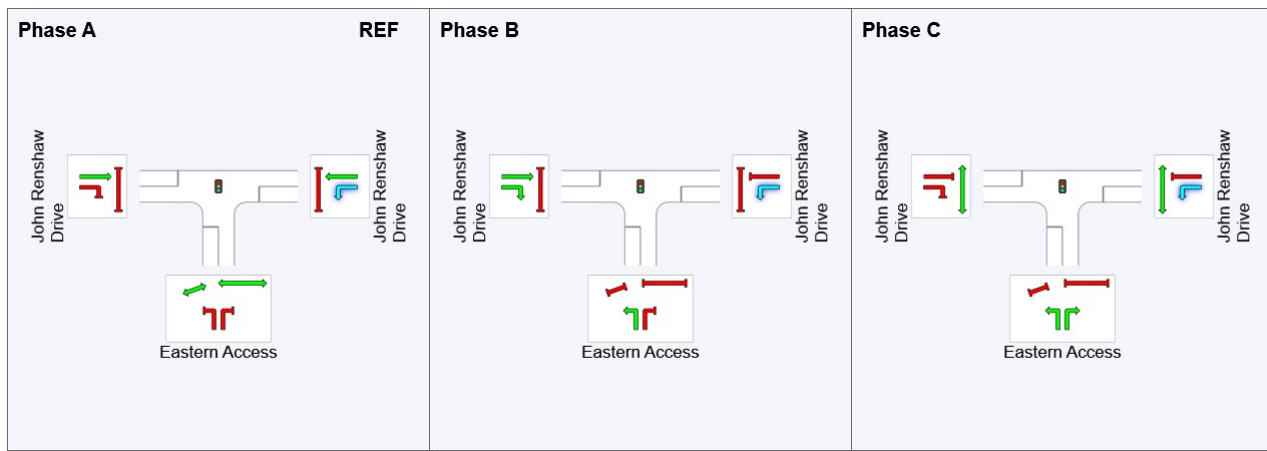 Phase A
REF
John Renshaw
Drive
John Renshaw
Drive
Eastern Access
Phase B
John Renshaw
Drive
John Renshaw
Drive
Eastern Access
Phase C
John Renshaw
Drive
John Renshaw
Drive
Eastern Access